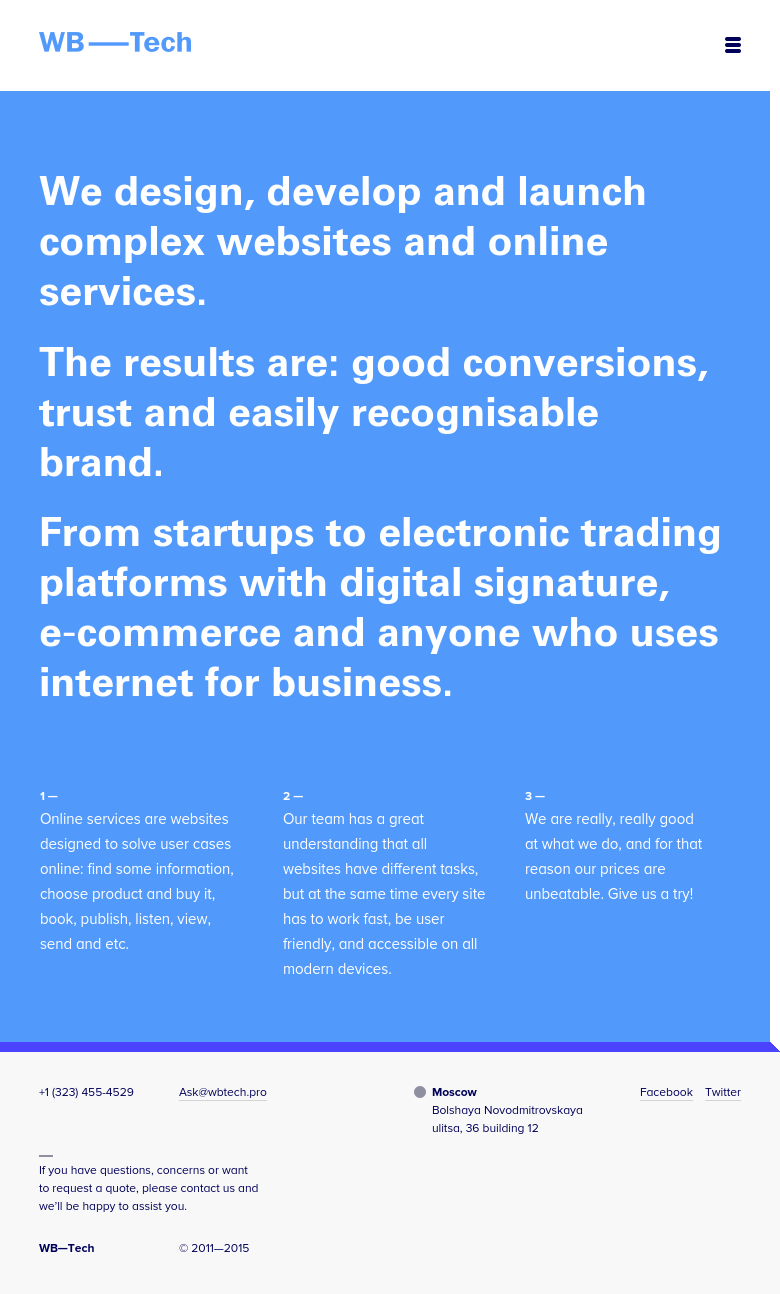 WB—Tech
We design, develop and launch
complex websites and online
services.
The results are: good conversions,
trust and easily recognisable
brand.
From startups to electronic trading
platforms with digital signature,
e-commerce and anyone who uses
internet for business.
1 —
Online services are websites
designed to solve user cases
online: find some information,
choose product and buy it,
book, publish, listen, view,
send and etc.
2 —
Our team has a great
understanding that all
websites have different tasks,
but at the same time every site
has to work fast, be user
friendly, and accessible on all
modern devices.
3 —
We are really, really good
at what we do, and for that
reason our prices are
unbeatable. Give us a try!
+1 (323) 455-4529
Ask@wbtech.pro
Moscow
Bolshaya Novodmitrovskaya
ulitsa, 36 building 12
Facebook
Twitter
—
If you have questions, concerns or want
to request a quote, please contact us and
we’ll be happy to assist you.
WB—Tech
© 2011—2015